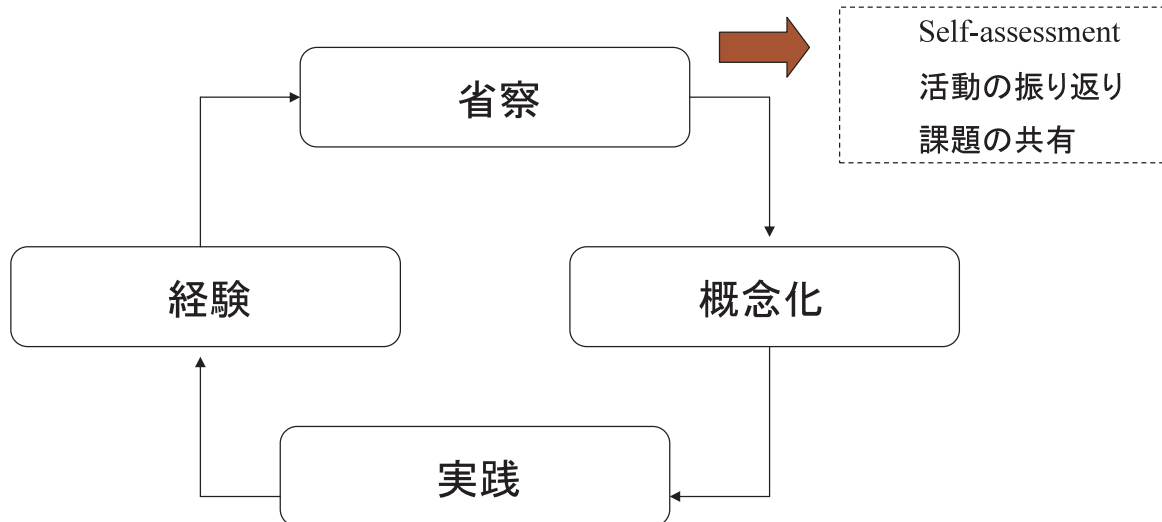 省察
Self-assessment
活動の振り返り
課題の共有
経験
概念化
実践